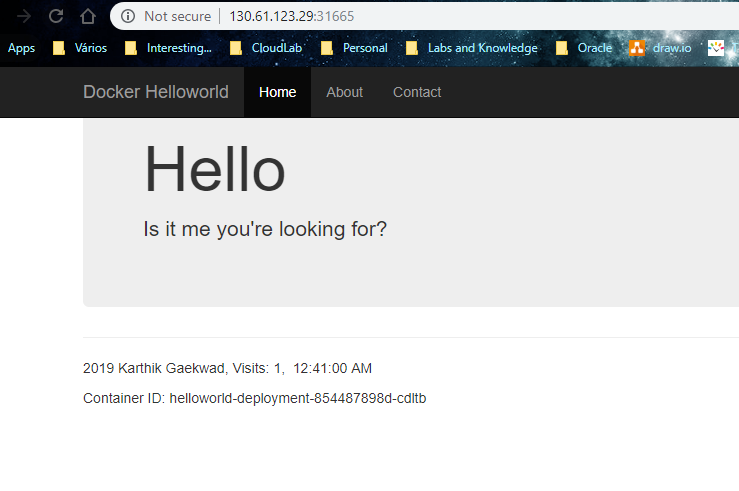 Not secure 130.61.123.29:31665
Apps Vários Interesting... CloudLab Personal Labs and Knowledge Oracle draw.io T
Docker Helloworld Home About Contact
Hello
Is it me you're looking for?
2019 Karthik Gaekwad, Visits: 1, 12:41:00 AM
Container ID: helloworld-deployment-854487898d-cdltb